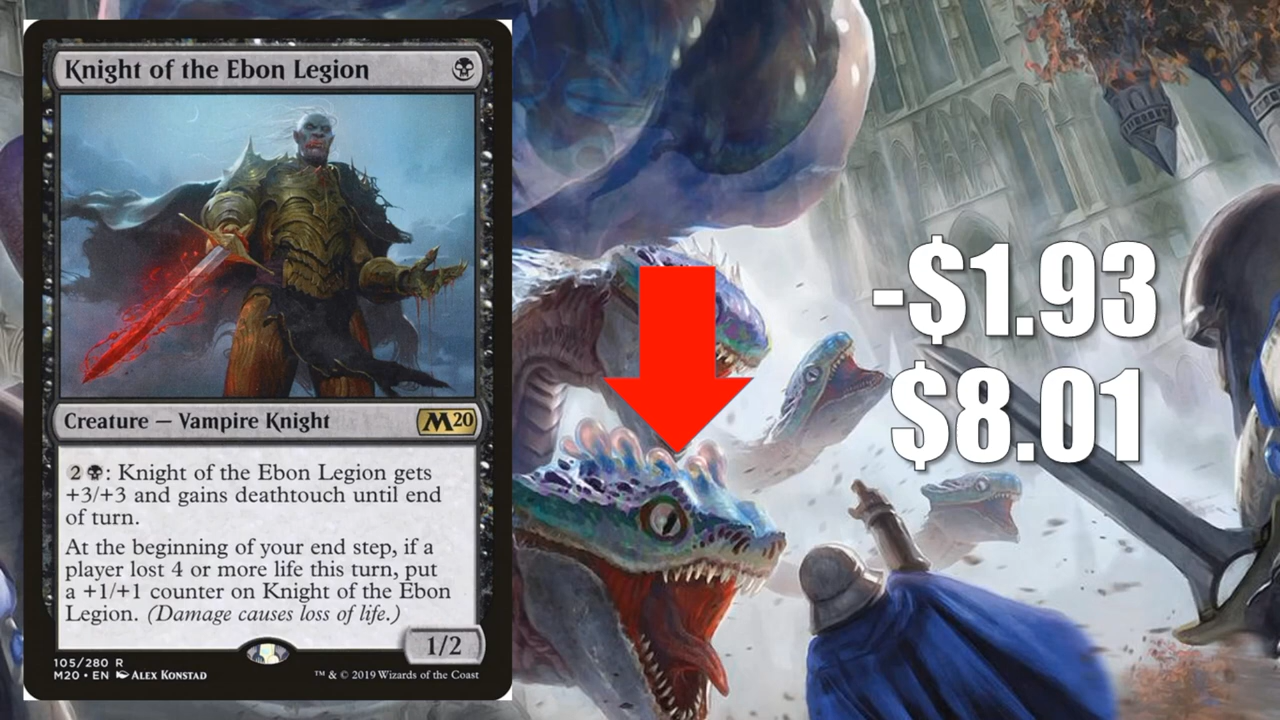 Knight of the Ebon Legion
Creature — Vampire Knight
M20
2 : Knight of the Ebon Legion gets
+3/+3 and gains deathtouch until end
of turn.
At the beginning of your end step, if a
player lost 4 or more life this turn, put
a +1/+1 counter on Knight of the Ebon
Legion. (Damage causes loss of life.)
1/2
105/280 R
M20 • EN ALEX KONSTAD
™ & © 2019 Wizards of the Coast
-$1.93
$8.01